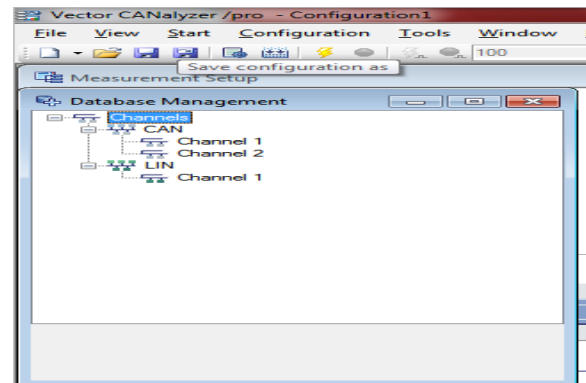 Vector CANalyzer /pro - Configuration1
File View Start Configuration Tools Window
100
Save configuration as
Measurement Setup
Database Management
Channels
CAN
Channel 1
Channel 2
LIN
Channel 1